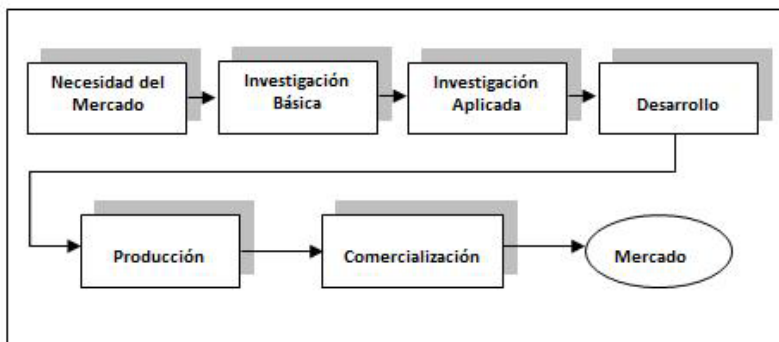 Necesidad del
Mercado
Investigación
Básica
Investigación
Aplicada
Desarrollo
Producción
Comercialización
Mercado